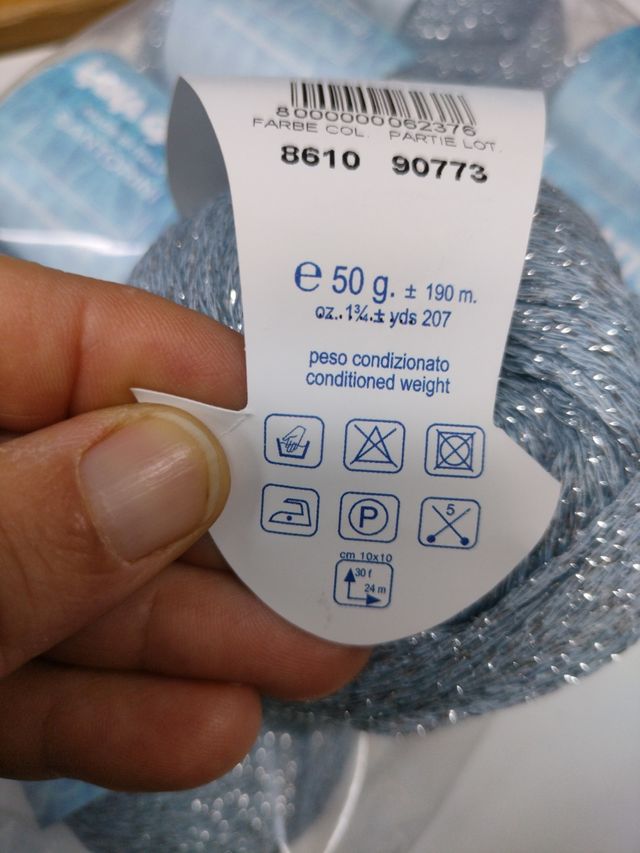 8000000062376
FARBE COL. PARTIE LOT.
8610 90773
e 50 g. ± 190 m.
oz..1¾.± yds 207
peso condizionato
conditioned weight
P
5
cm 10x10
30 f
24 m